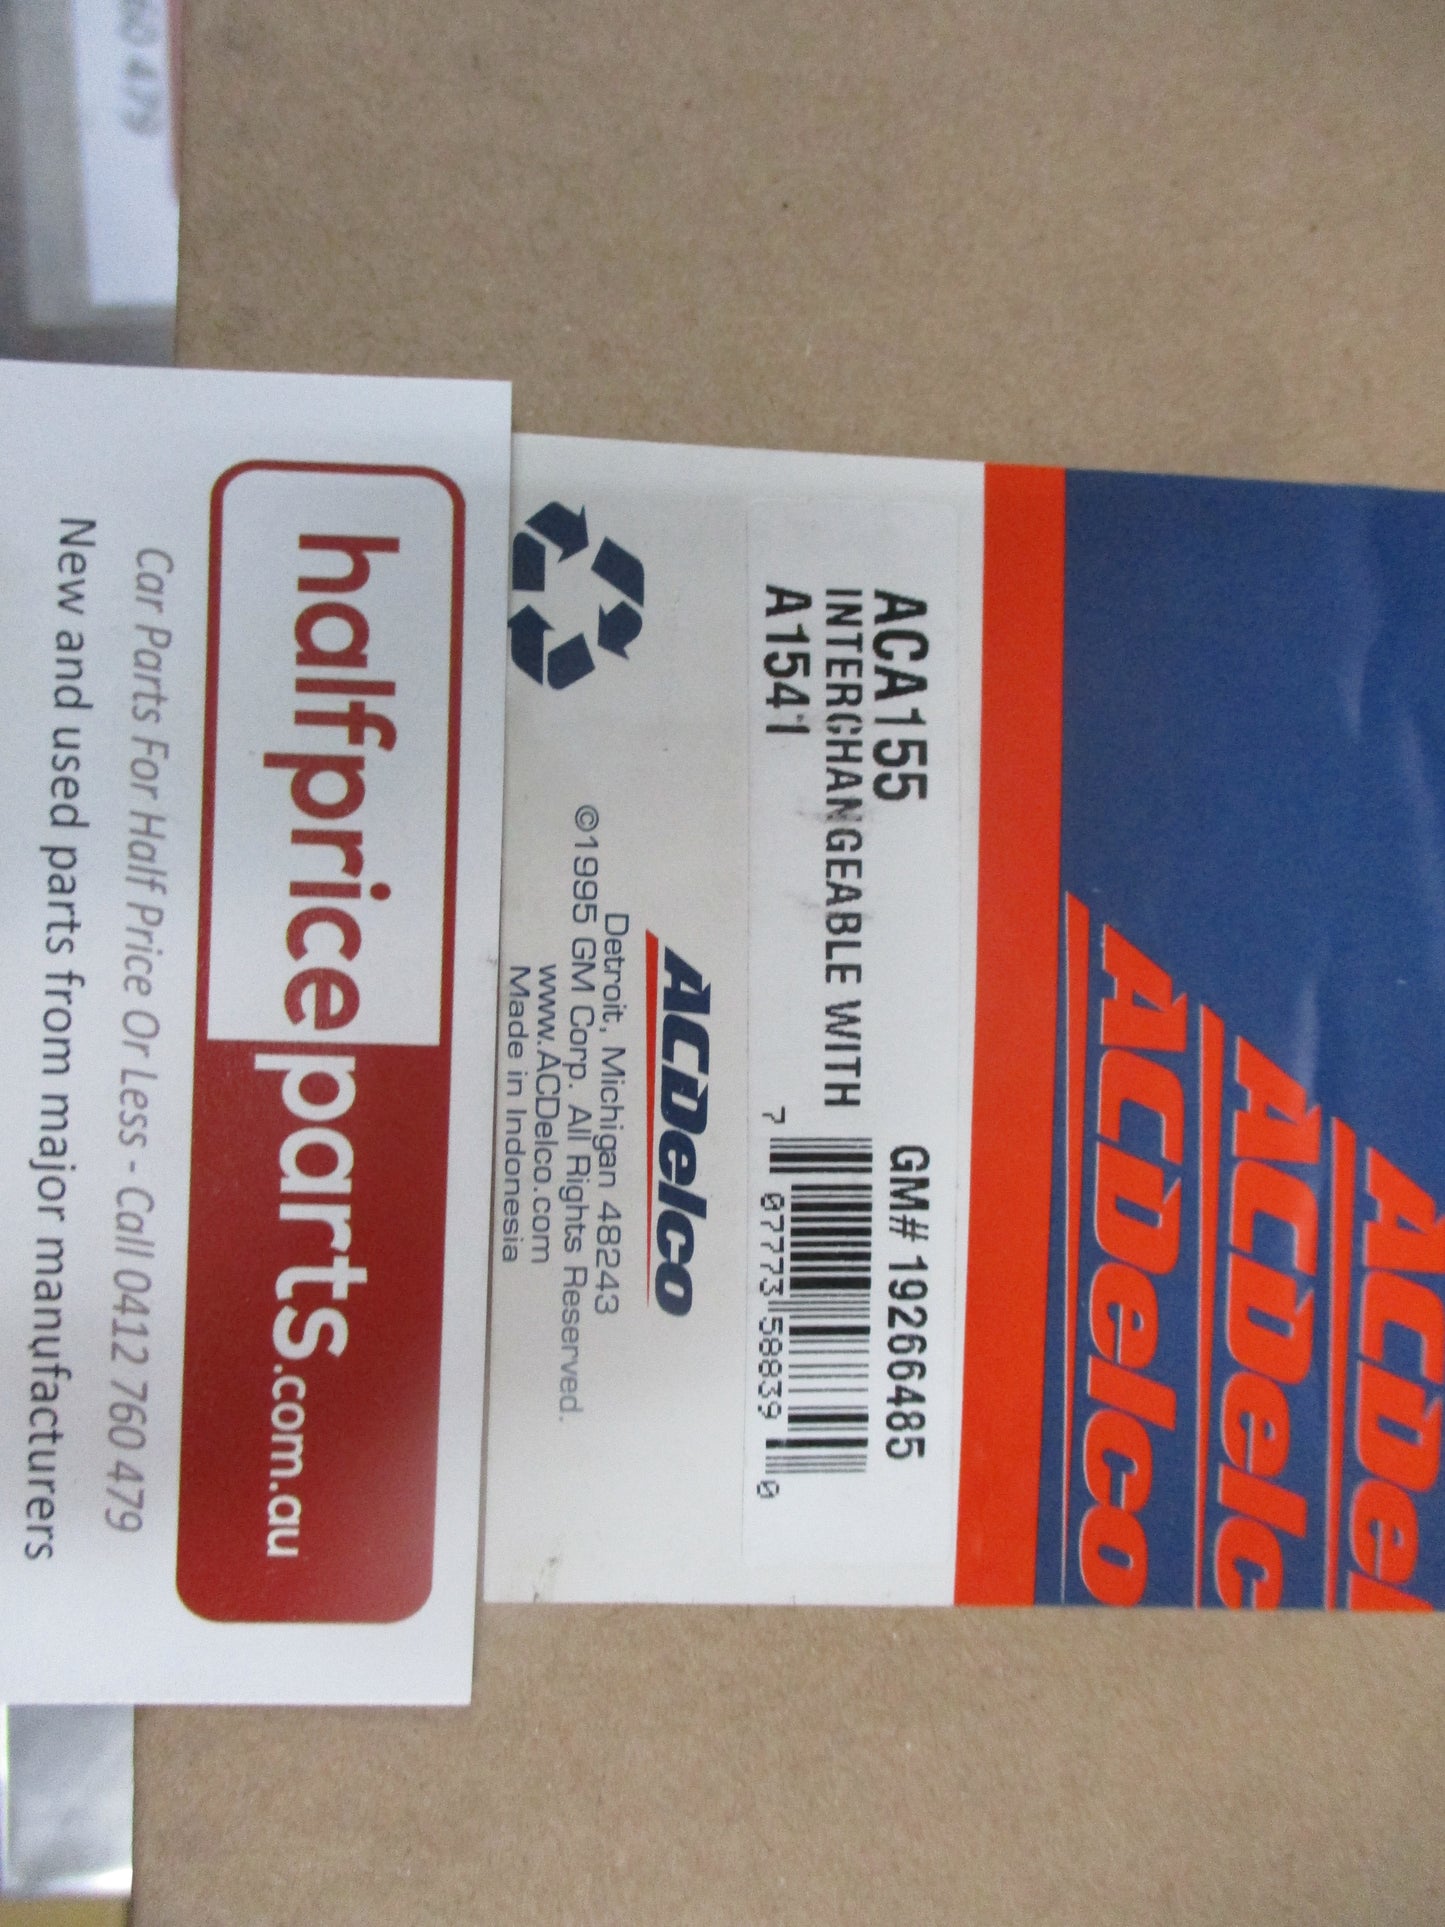 ACDelco
ACDelco
ACDel
ACA155
GM# 19266485
INTERCHANGEABLE WITH
A1541
7 07773 58839 0
ACDelco
Detroit, Michigan 48243
©1995 GM Corp. All Rights Reserved.
www.ACDelco.com
Made in Indonesia
halfpriceparts.com.au
Car Parts For Half Price Or Less - Call 0412 760 479
New and used parts from major manufacturers
479